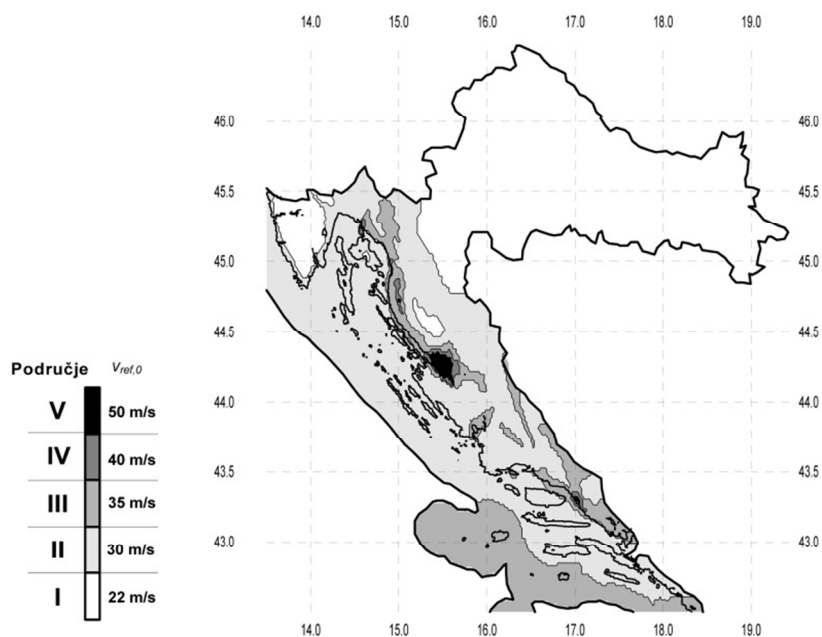 14.0 15.0 16.0 17.0 18.0 19.0
46.0 46.0
45.5 45.5
45.0 45.0
44.5 44.5
44.0 44.0
43.5 43.5
43.0 43.0
14.0 15.0 16.0 17.0 18.0 19.0
Područje Vref,0
V 50 m/s
IV 40 m/s
III 35 m/s
II 30 m/s
I 22 m/s